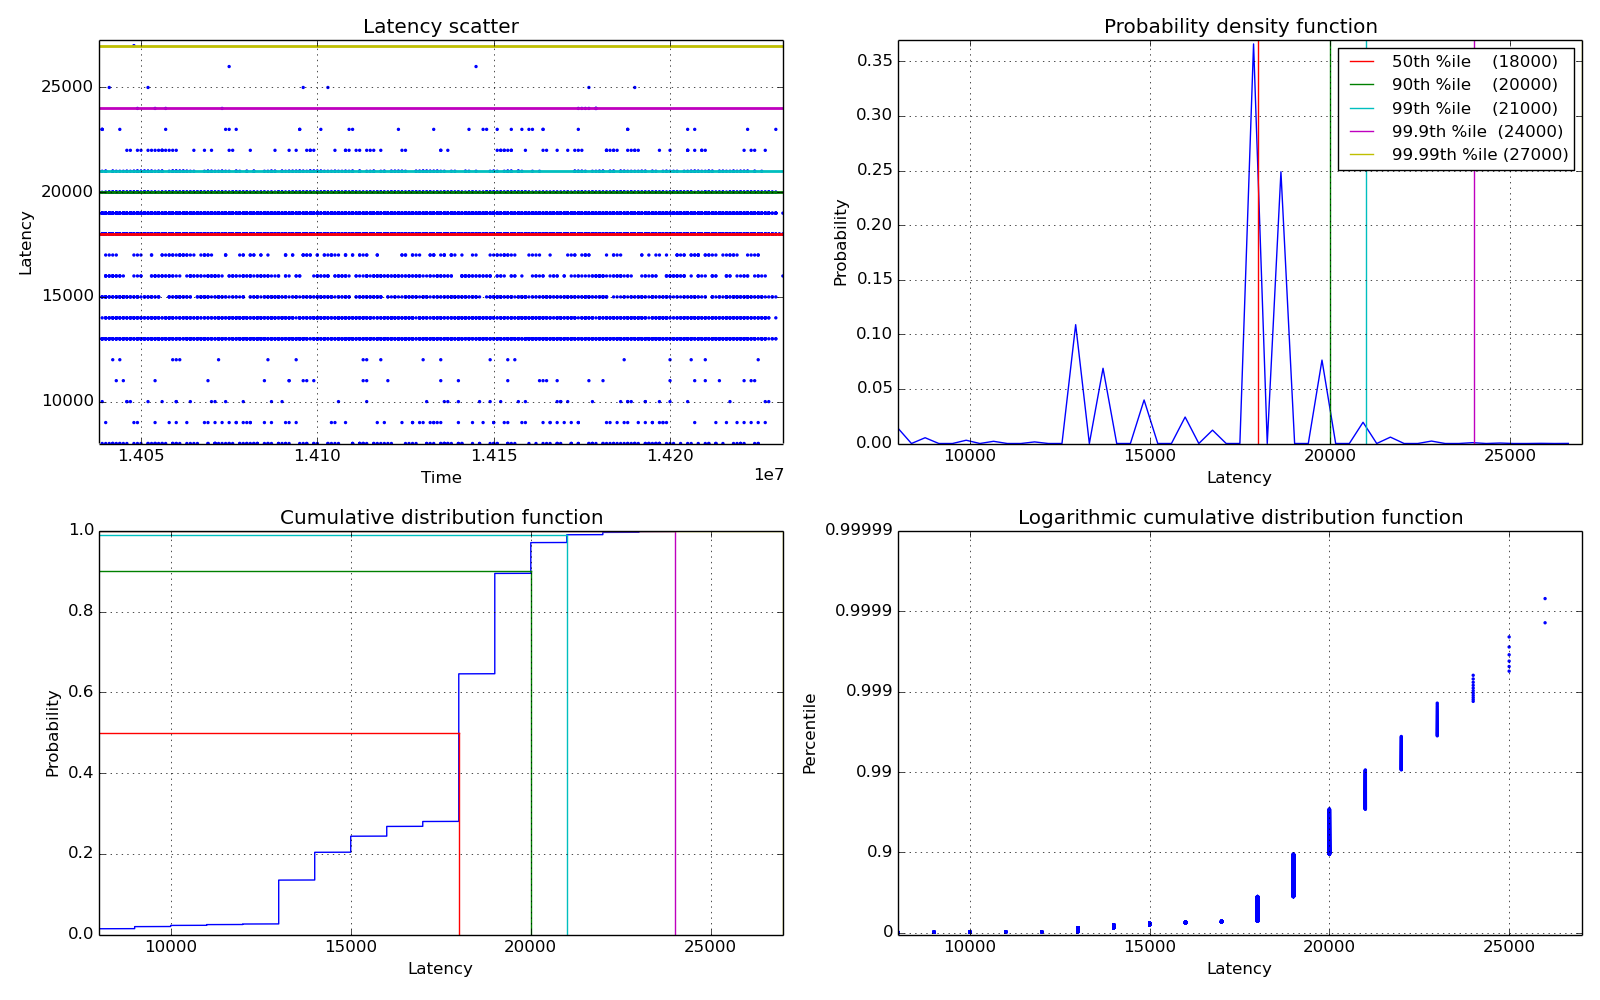 Latency scatter
25000
20000
15000
10000
Latency
1.405
1.410
1.415
1.420
1e7
Time
Probability density function
0.35
0.30
0.25
0.20
0.15
0.10
0.05
0.00
Probability
50th %ile (18000)
90th %ile (20000)
99th %ile (21000)
99.9th %ile (24000)
99.99th %ile (27000)
10000
15000
20000
25000
Latency
Cumulative distribution function
1.0
0.8
0.6
0.4
0.2
0.0
Probability
10000
15000
20000
25000
Latency
Logarithmic cumulative distribution function
0.99999
0.9999
0.999
0.99
0.9
0
Percentile
10000
15000
20000
25000
Latency